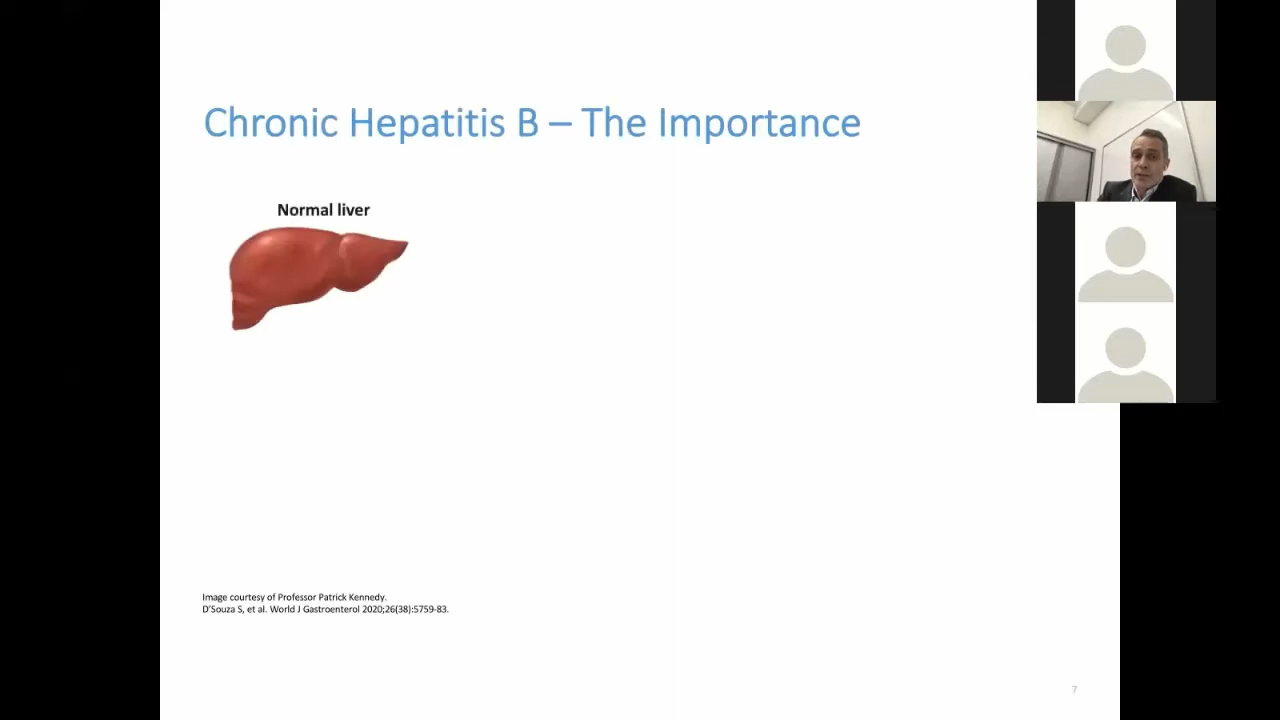 Chronic Hepatitis B – The Importance
Normal liver
Image courtesy of Professor Patrick Kennedy.
D'Souza S, et al. World J Gastroenterol 2020;26(38):5759-83.
7